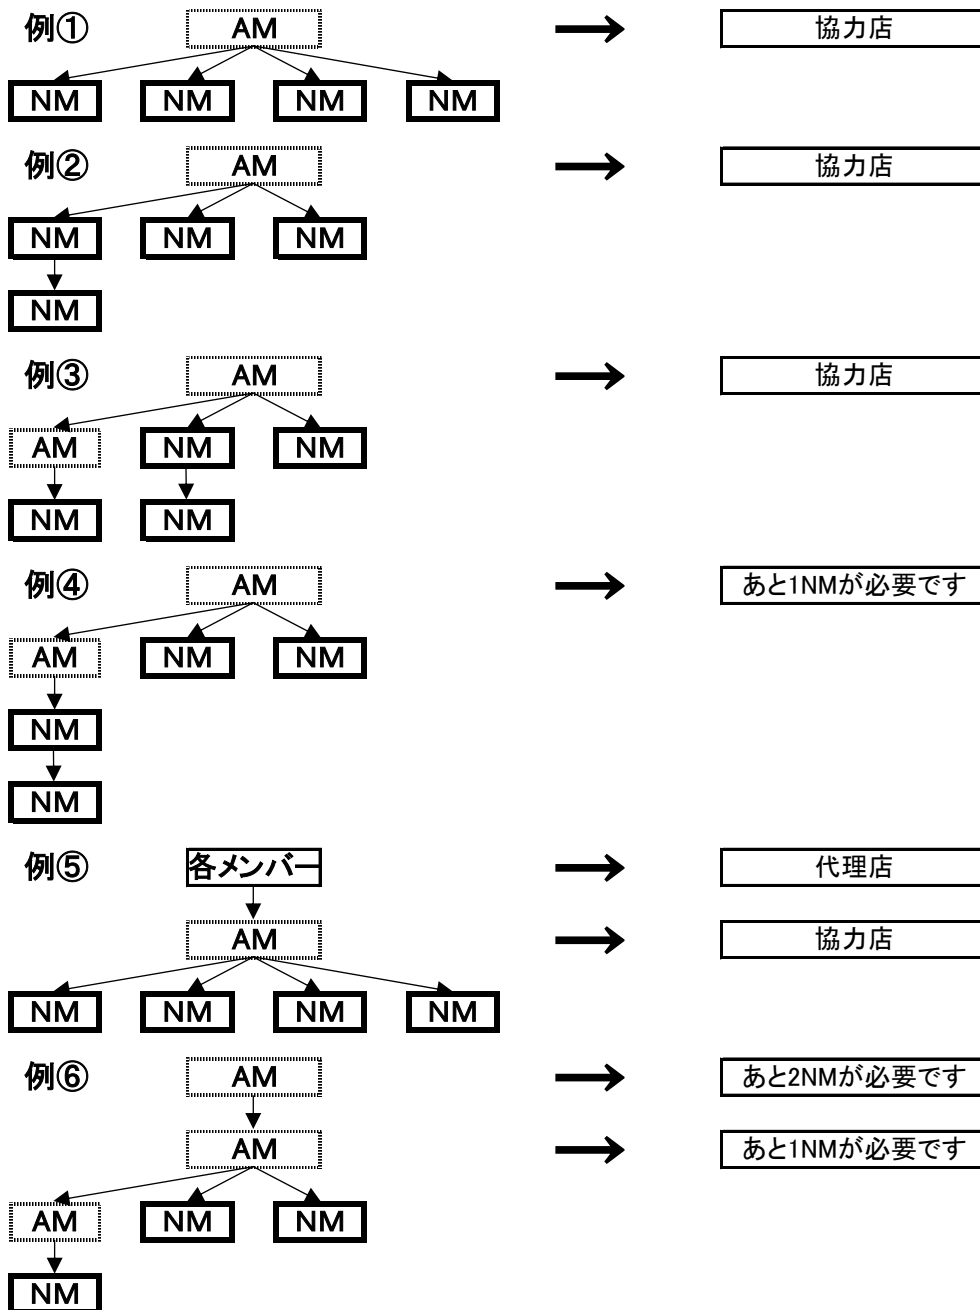 例① AM 協力店
NM NM NM NM
例② AM 協力店
NM NM NM
NM
例③ AM 協力店
AM NM NM
NM NM
例④ AM あと1NMが必要です
AM NM NM
NM
NM
例⑤ 各メンバー 代理店
AM 協力店
NM NM NM NM
例⑥ AM あと2NMが必要です
AM あと1NMが必要です
AM NM NM
NM